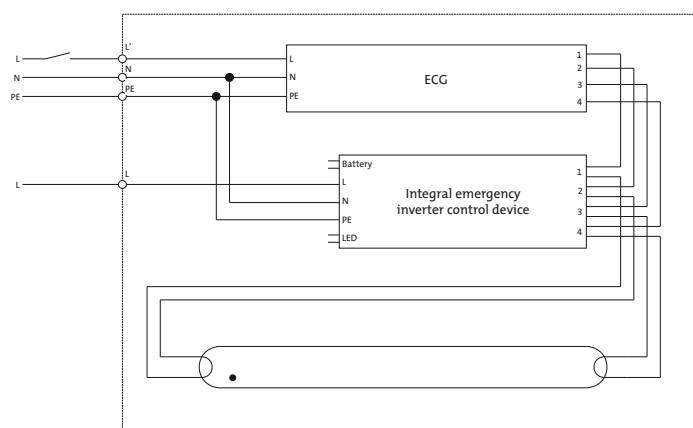 L'
L
L
1
N
N
N
2
ECG
3
PE
PE
PE
4
Battery
1
L
L
L
2
Integral emergency
inverter control device
N
3
PE
4
LED